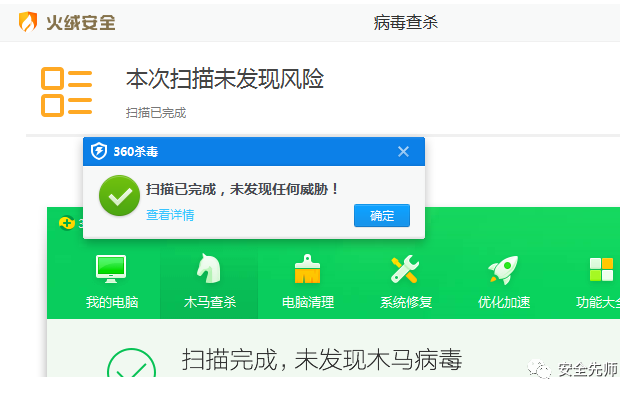 火绒安全
病毒查杀
本次扫描未发现风险
扫描已完成
360杀毒
扫描已完成，未发现任何威胁！
查看详情
确定
3
我的电脑 木马查杀 电脑清理 系统修复 优化加速 功能大全
扫描完成，未发现木马病毒
安全先师